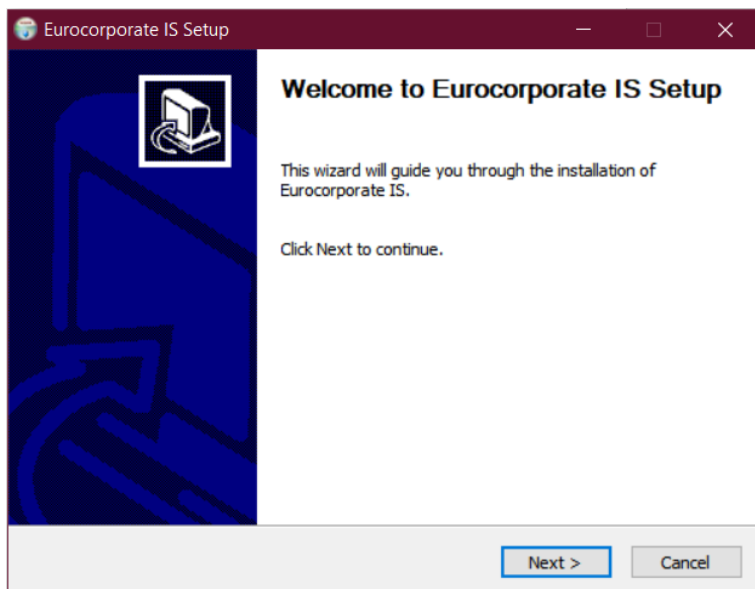 Eurocorporate IS Setup
Welcome to Eurocorporate IS Setup
This wizard will guide you through the installation of
Eurocorporate IS.
Click Next to continue.
Next >
Cancel